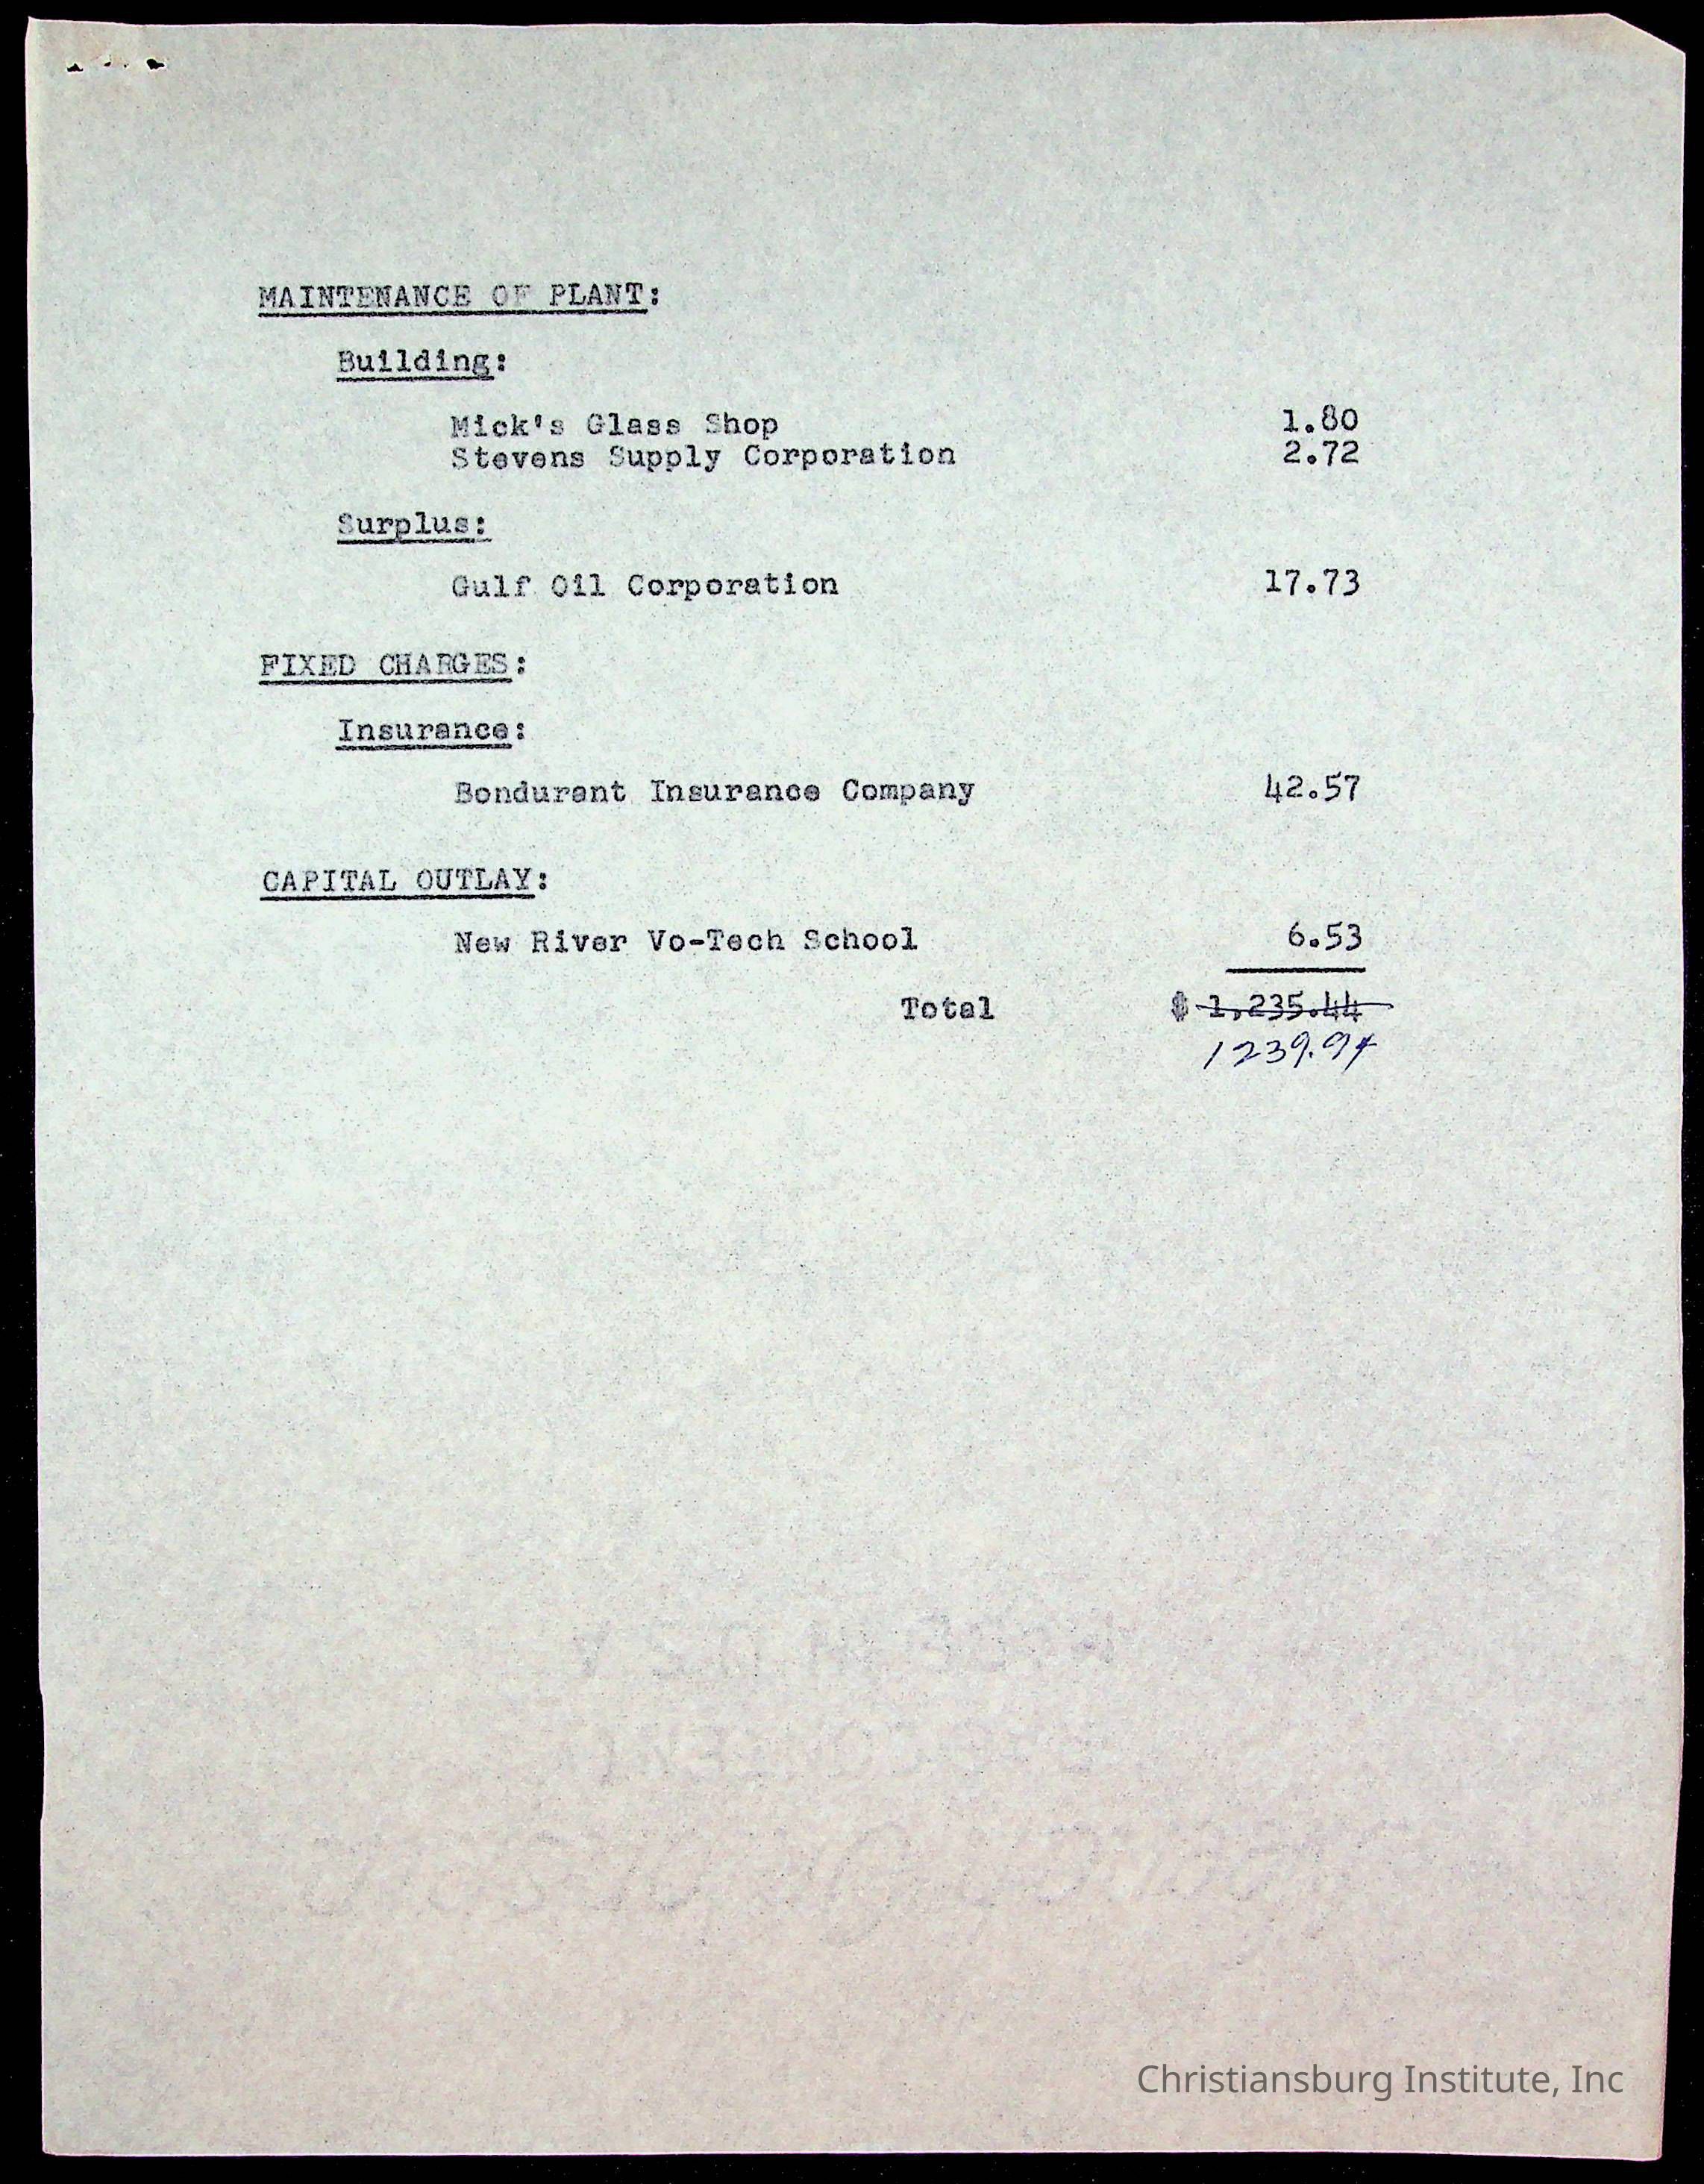 MAINTENANCE OF PLANT:
Building:
Mick's Glass Shop 1.80
Stevens Supply Corporation 2.72
Surplus:
Gulf Oil Corporation 17.73
FIXED CHARGES:
Insurance:
Bondurant Insurance Company 42.57
CAPITAL OUTLAY:
New River Vo-Tech School 6.53
Total $ 1,235.44
1239.94
Christiansburg Institute, Inc